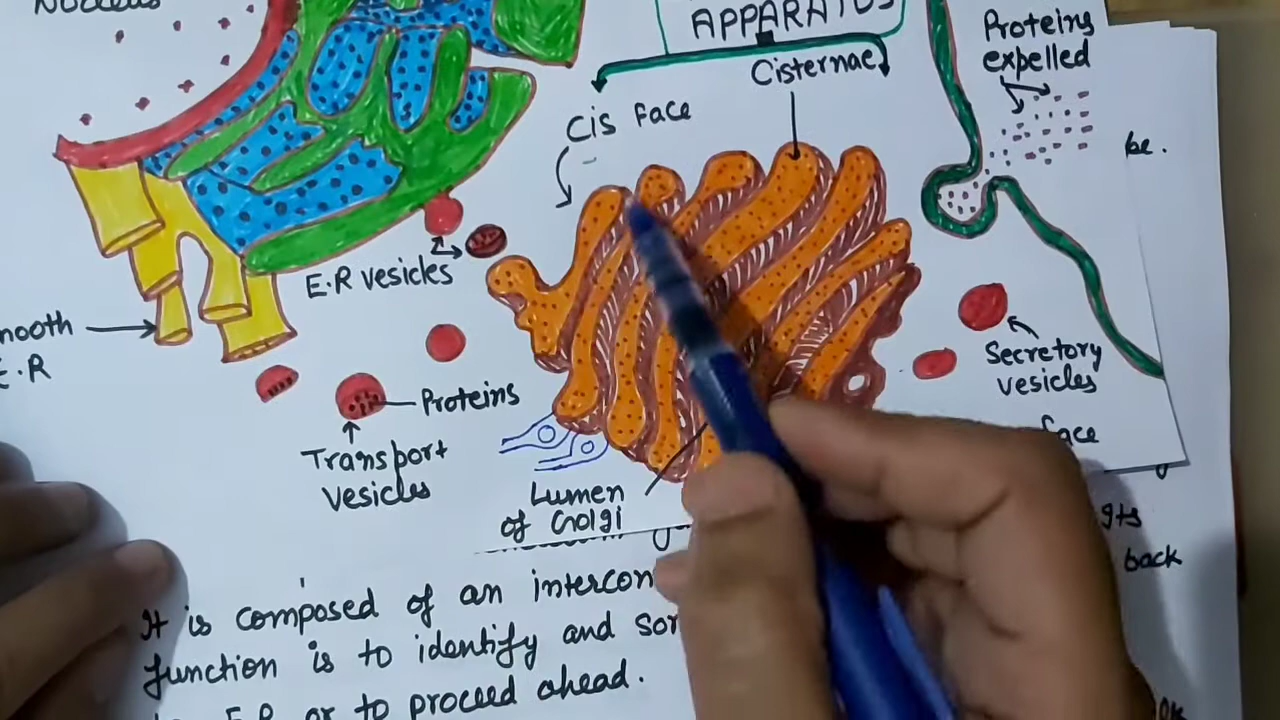 Nucleus
APPARATUS
Cisternae
Cis Face
Proteins
expelled
be.
E.R vesicles
Smooth
E.R
Proteins
Transport
vesicles
Secretory
vesicles
face
Lumen
of Golgi
It is composed of an intercon
function is to identify and sor
E.R or to proceed ahead.
back